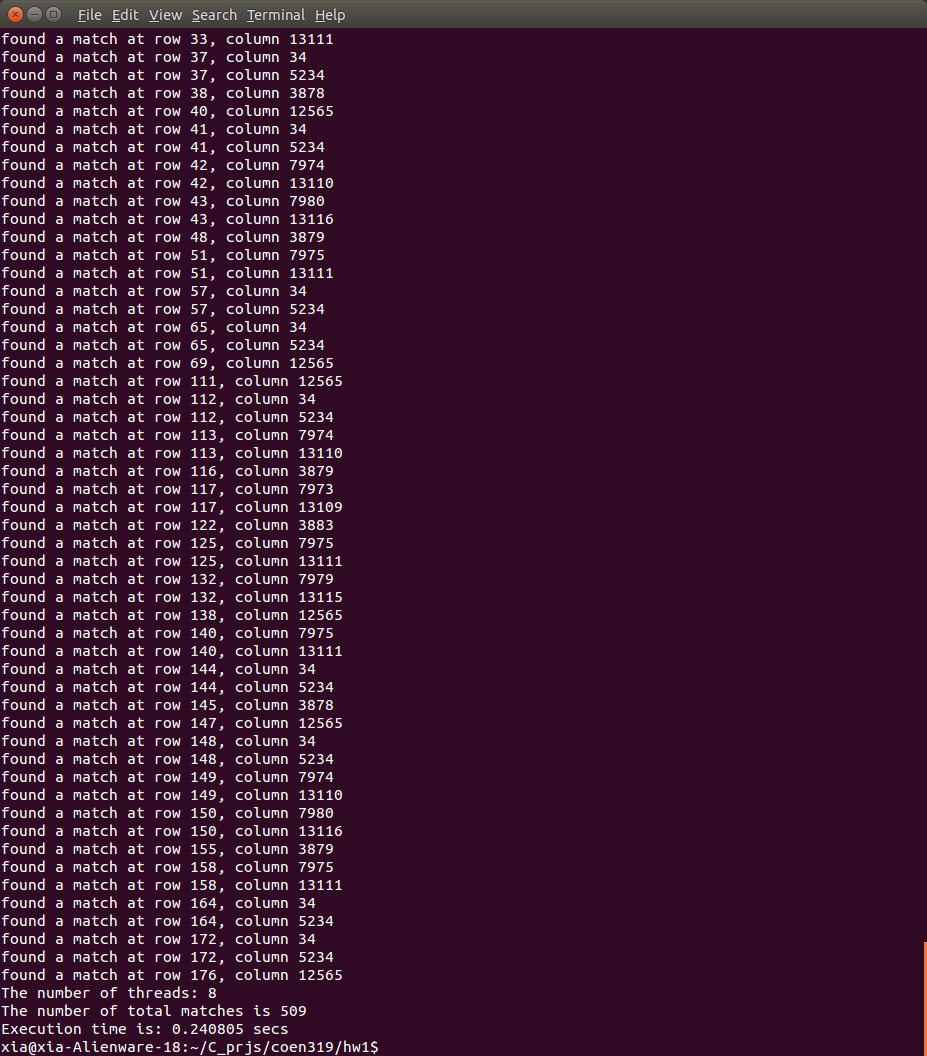 File Edit View Search Terminal Help
found a match at row 33, column 13111
found a match at row 37, column 34
found a match at row 37, column 5234
found a match at row 38, column 3878
found a match at row 40, column 12565
found a match at row 41, column 34
found a match at row 41, column 5234
found a match at row 42, column 7974
found a match at row 42, column 13110
found a match at row 43, column 7980
found a match at row 43, column 13116
found a match at row 48, column 3879
found a match at row 51, column 7975
found a match at row 51, column 13111
found a match at row 57, column 34
found a match at row 57, column 5234
found a match at row 65, column 34
found a match at row 65, column 5234
found a match at row 69, column 12565
found a match at row 111, column 12565
found a match at row 112, column 34
found a match at row 112, column 5234
found a match at row 113, column 7974
found a match at row 113, column 13110
found a match at row 116, column 3879
found a match at row 117, column 7973
found a match at row 117, column 13109
found a match at row 122, column 3883
found a match at row 125, column 7975
found a match at row 125, column 13111
found a match at row 132, column 7979
found a match at row 132, column 13115
found a match at row 138, column 12565
found a match at row 140, column 7975
found a match at row 140, column 13111
found a match at row 144, column 34
found a match at row 144, column 5234
found a match at row 145, column 3878
found a match at row 147, column 12565
found a match at row 148, column 34
found a match at row 148, column 5234
found a match at row 149, column 7974
found a match at row 149, column 13110
found a match at row 150, column 7980
found a match at row 150, column 13116
found a match at row 155, column 3879
found a match at row 158, column 7975
found a match at row 158, column 13111
found a match at row 164, column 34
found a match at row 164, column 5234
found a match at row 172, column 34
found a match at row 172, column 5234
found a match at row 176, column 12565
The number of threads: 8
The number of total matches is 509
Execution time is: 0.240805 secs
xia@xia-Alienware-18:~/C_prjs/coen319/hw1$